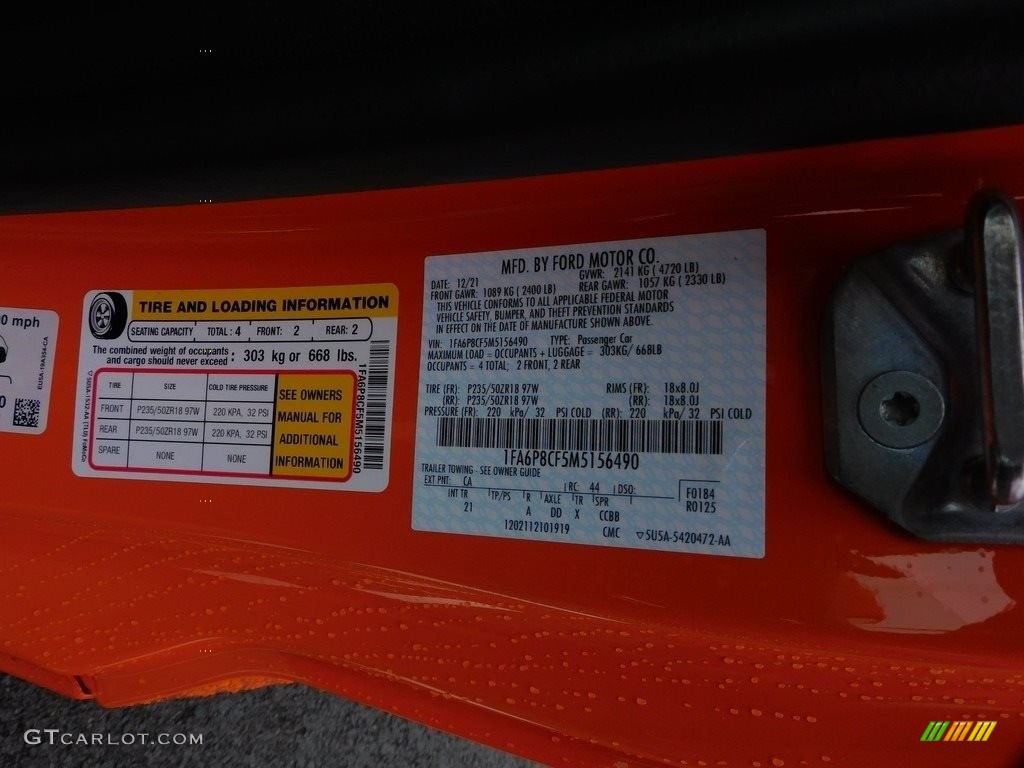 0 mph
EU5A-19A354-CA
0
TIRE AND LOADING INFORMATION
SEATING CAPACITY TOTAL: 4 FRONT: 2 REAR: 2
The combined weight of occupants and cargo should never exceed: 303 kg or 668 lbs.
TIRE SIZE COLD TIRE PRESSURE
FRONT P235/50ZR18 97W 220 KPA, 32 PSI
REAR P235/50ZR18 97W 220 KPA, 32 PSI
SPARE NONE NONE
SEE OWNERS
MANUAL FOR
ADDITIONAL
INFORMATION
1FA6P8CF5M5156490
MFD. BY FORD MOTOR CO.
DATE: 12/21 GVWR: 2141 KG ( 4720 LB)
FRONT GAWR: 1089 KG ( 2400 LB) REAR GAWR: 1057 KG ( 2330 LB)
THIS VEHICLE CONFORMS TO ALL APPLICABLE FEDERAL MOTOR
VEHICLE SAFETY, BUMPER, AND THEFT PREVENTION STANDARDS
IN EFFECT ON THE DATE OF MANUFACTURE SHOWN ABOVE.
VIN: 1FA6P8CF5M5156490 TYPE: Passenger Car
MAXIMUM LOAD = OCCUPANTS + LUGGAGE = 303KG/ 668LB
OCCUPANTS = 4 TOTAL; 2 FRONT, 2 REAR
TIRE (FR): P235/50ZR18 97W RIMS (FR): 18x8.0J
(RR): P235/50ZR18 97W (RR): 18x8.0J
PRESSURE (FR): 220 kPa/ 32 PSI COLD (RR): 220 kPa/ 32 PSI COLD
1FA6P8CF5M5156490
TRAILER TOWING - SEE OWNER GUIDE
EXT PNT: CA RC: 44 DSO:
INT TR TP/PS R AXLE TR SPR
21 A DD X CCBB
F0184
R0125
1202112101919 CMC ▽5U5A-5420472-AA
GTCARLOT.COM